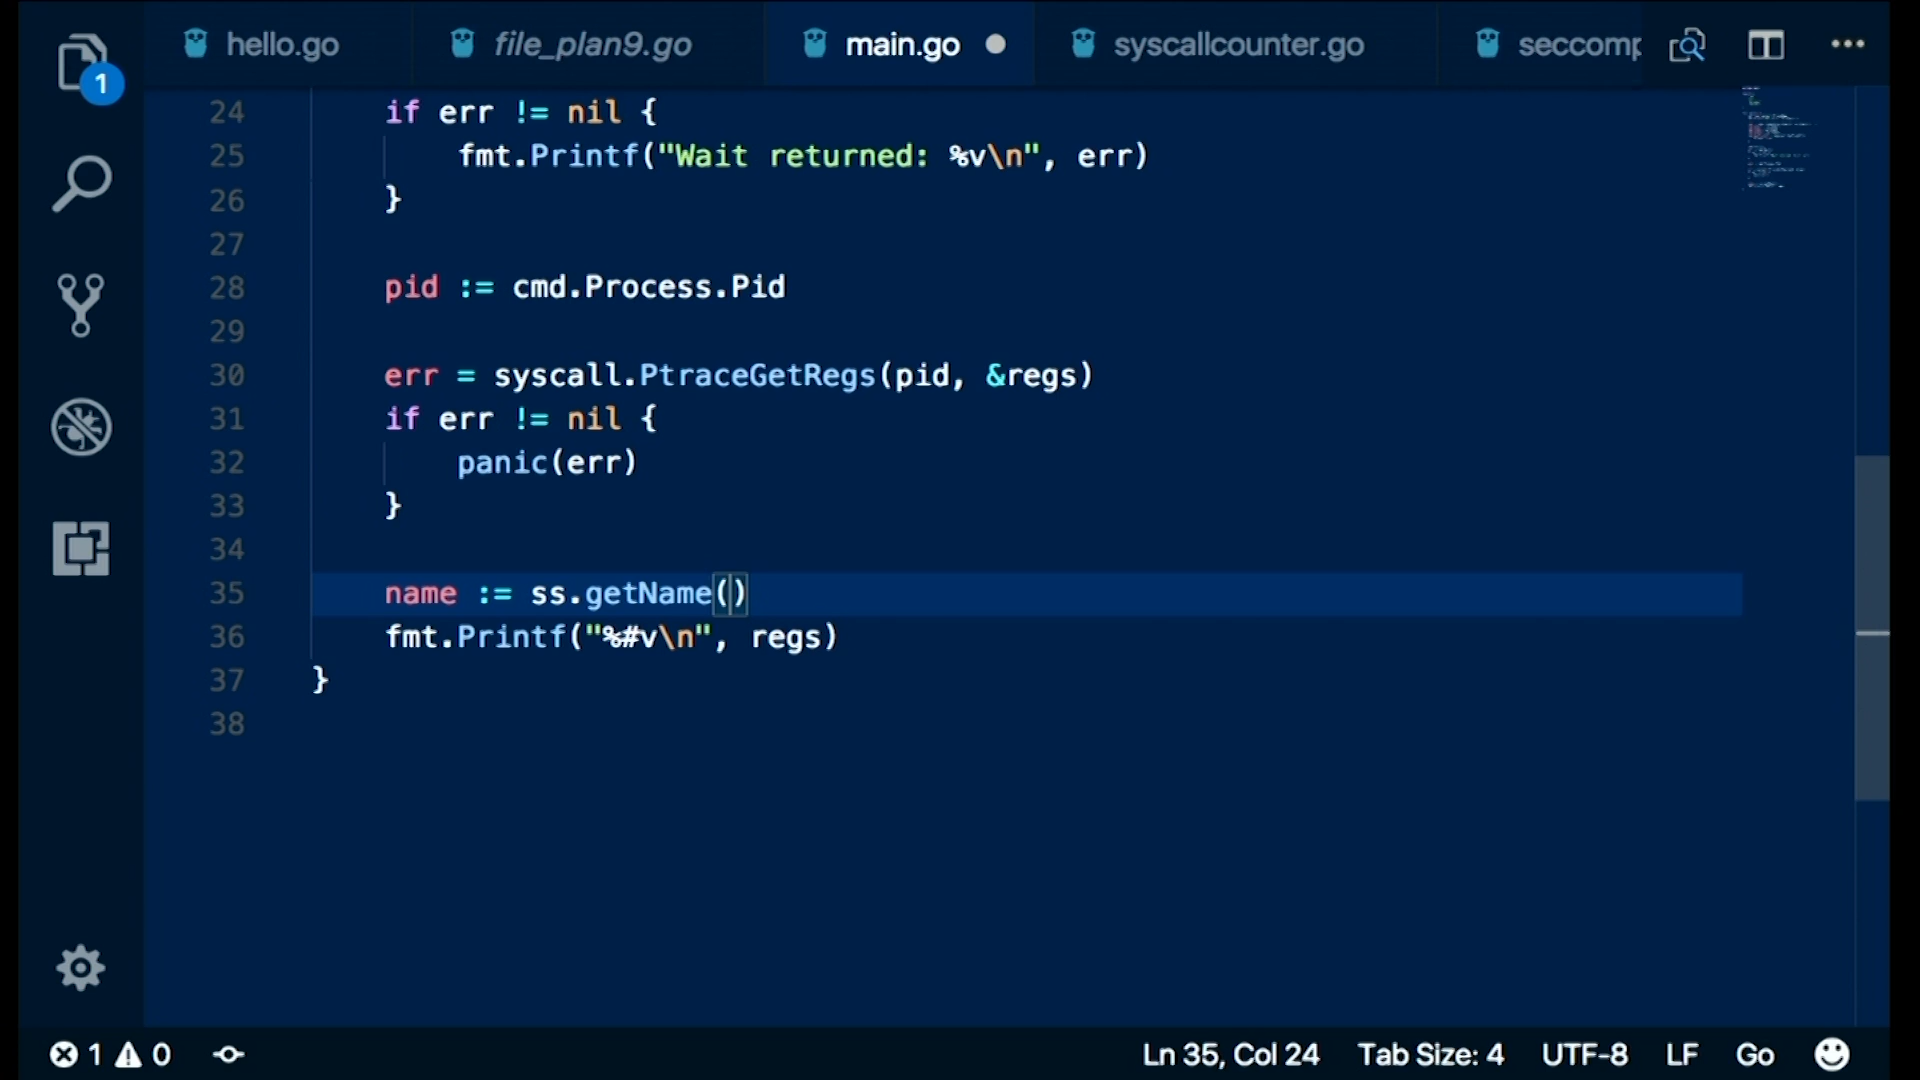 hello.go file_plan9.go main.go syscallcounter.go seccomp
1
24 if err != nil {
25 fmt.Printf("Wait returned: %v\n", err)
26 }
27
28 pid := cmd.Process.Pid
29
30 err = syscall.PtraceGetRegs(pid, &regs)
31 if err != nil {
32 panic(err)
33 }
34
35 name := ss.getName()
36 fmt.Printf("%#v\n", regs)
37 }
38
1 0 Ln 35, Col 24 Tab Size: 4 UTF-8 LF Go